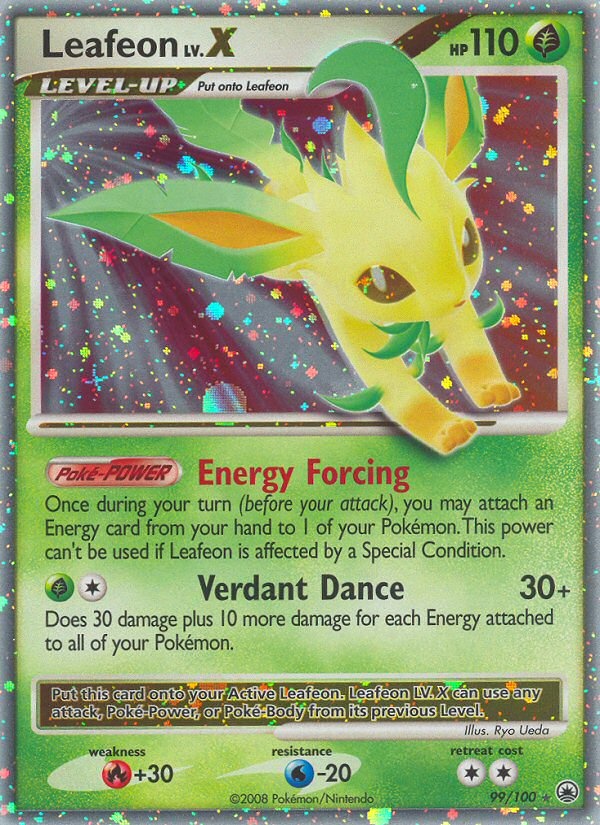 Leafeon LV. X HP 110
LEVEL-UP Put onto Leafeon
Poké-POWER Energy Forcing
Once during your turn (before your attack), you may attach an
Energy card from your hand to 1 of your Pokémon. This power
can't be used if Leafeon is affected by a Special Condition.
Verdant Dance 30+
Does 30 damage plus 10 more damage for each Energy attached
to all of your Pokémon.
Put this card onto your Active Leafeon. Leafeon LV. X can use any
attack, Poké-Power, or Poké-Body from its previous Level.
Illus. Ryo Ueda
weakness resistance retreat cost
+30 -20
©2008 Pokémon/Nintendo 99/100